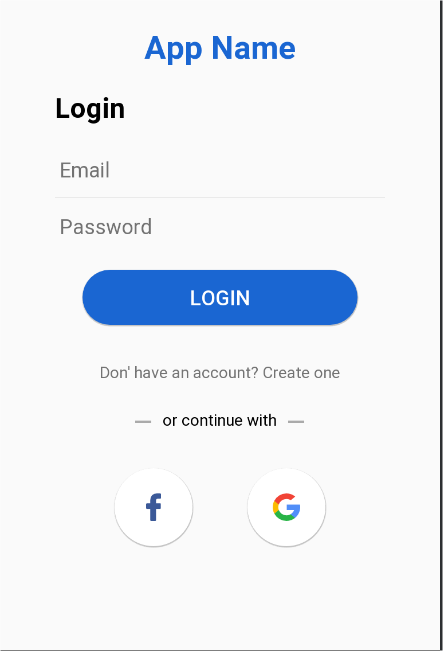 App Name
Login
Email
Password
LOGIN
Don' have an account? Create one
or continue with